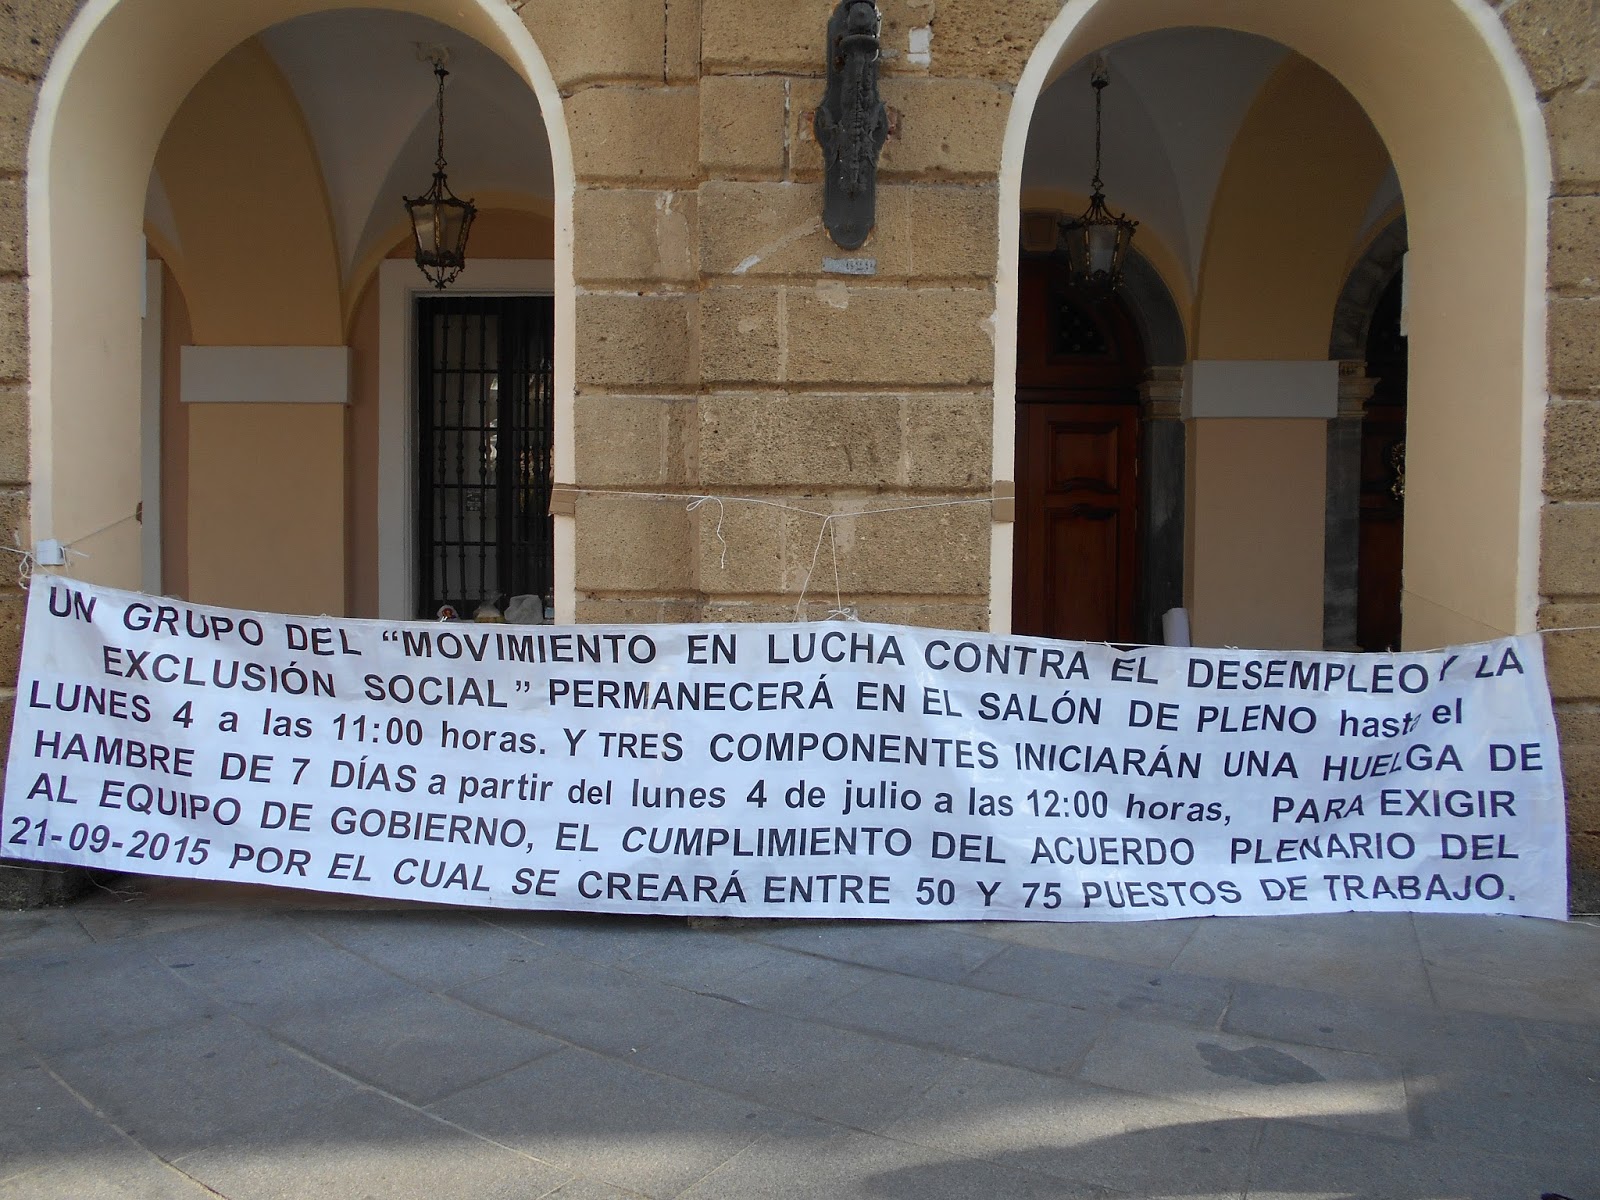 UN GRUPO DEL “MOVIMIENTO EN LUCHA CONTRA EL DESEMPLEO Y LA
EXCLUSIÓN SOCIAL” PERMANECERÁ EN EL SALÓN DE PLENO hasta el
LUNES 4 a las 11:00 horas. Y TRES COMPONENTES INICIARÁN UNA HUELGA DE
HAMBRE DE 7 DÍAS a partir del lunes 4 de julio a las 12:00 horas, PARA EXIGIR
AL EQUIPO DE GOBIERNO, EL CUMPLIMIENTO DEL ACUERDO PLENARIO DEL
21-09-2015 POR EL CUAL SE CREARÁ ENTRE 50 Y 75 PUESTOS DE TRABAJO.